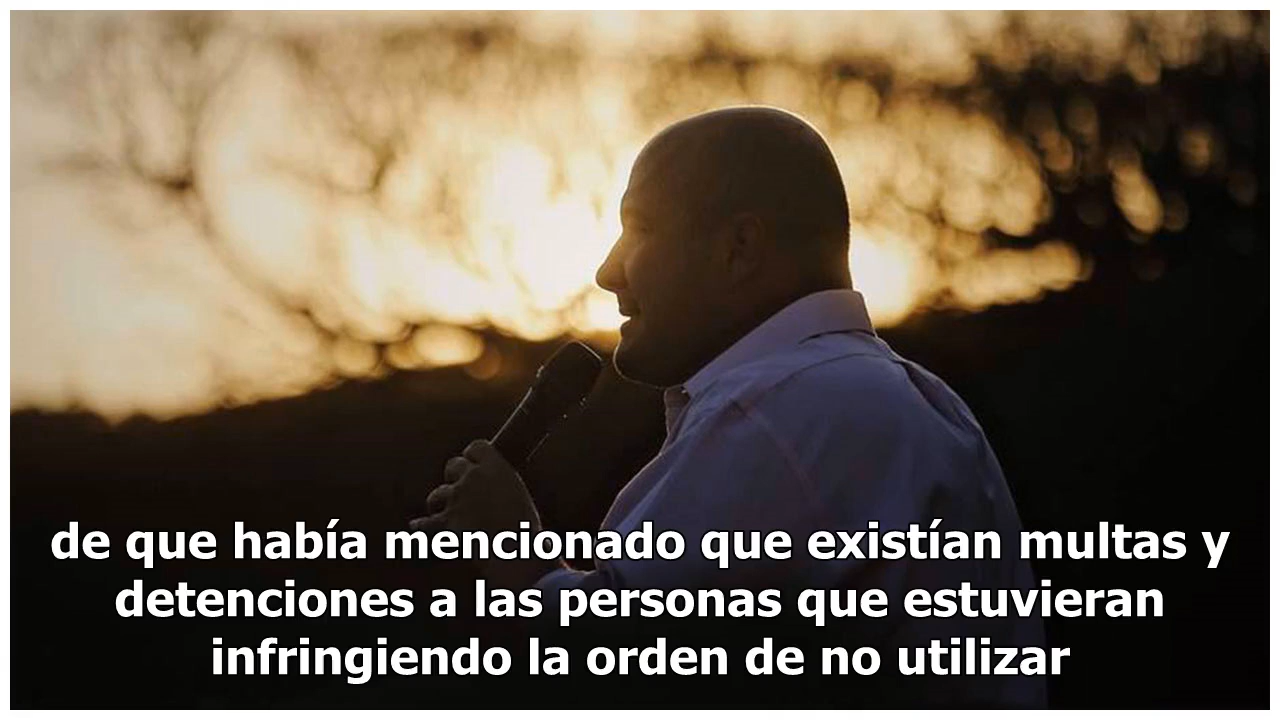 de que había mencionado que existían multas y
detenciones a las personas que estuvieran
infringiendo la orden de no utilizar